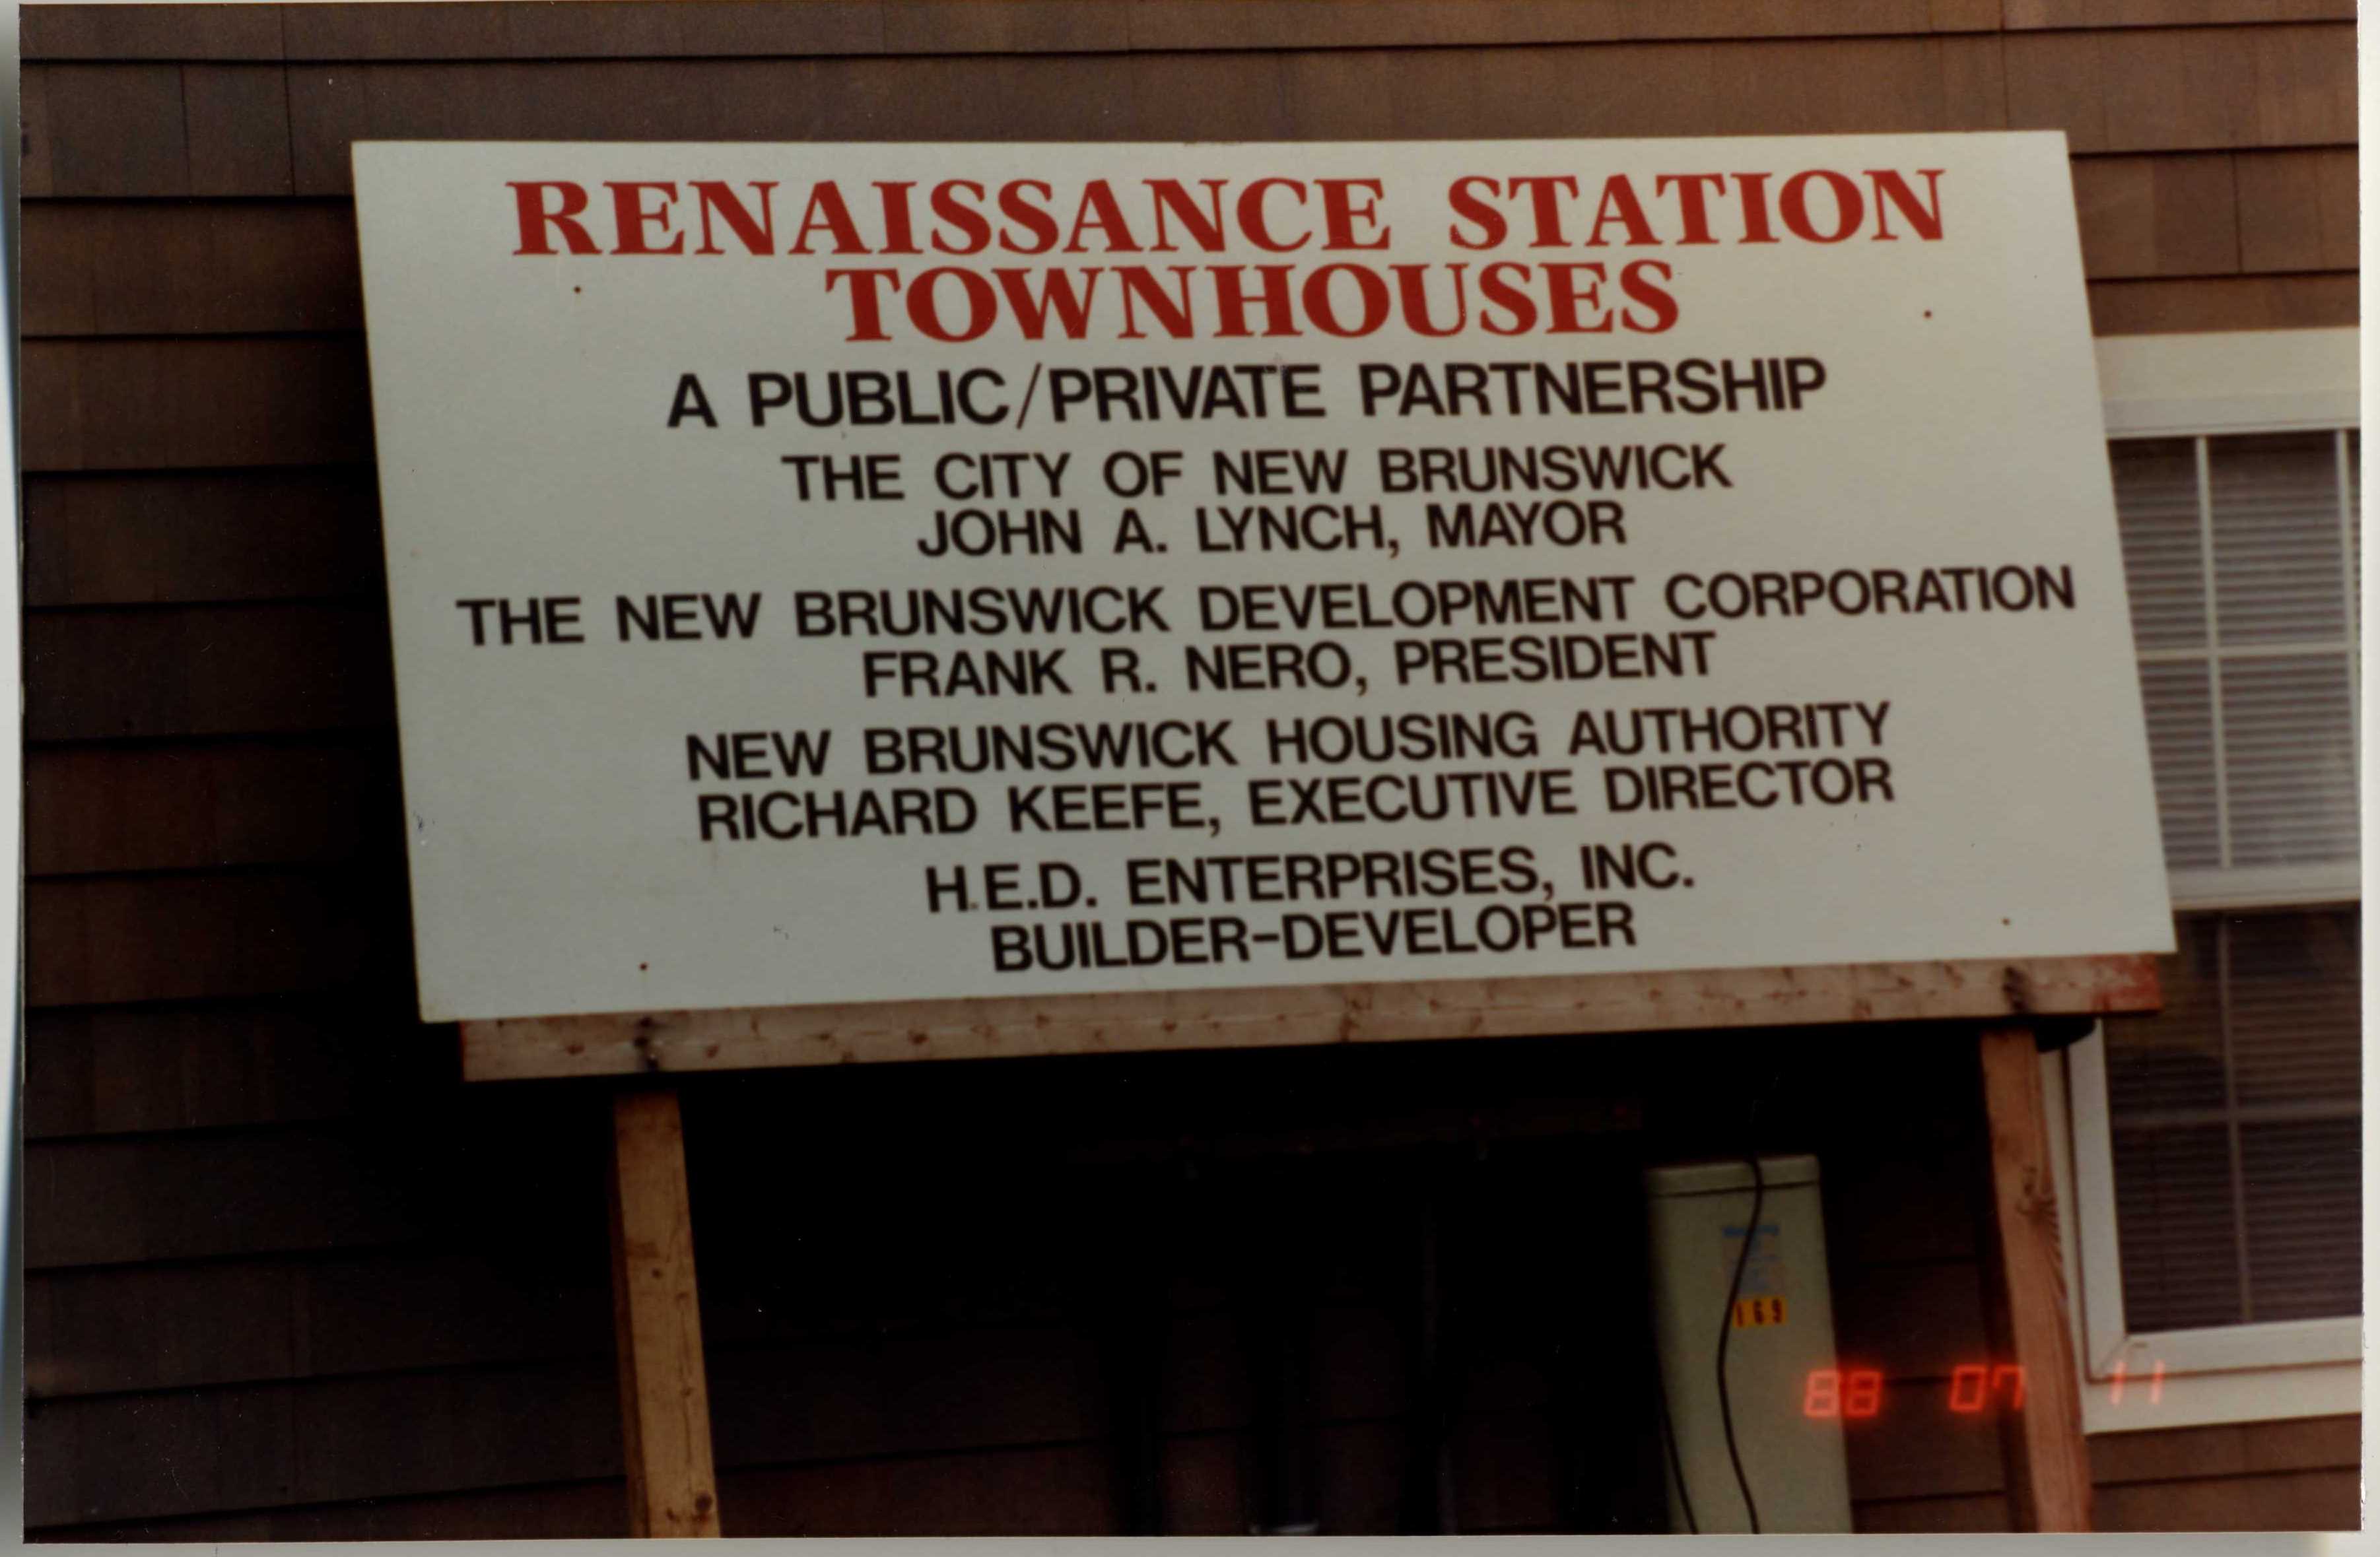 RENAISSANCE STATION
TOWNHOUSES
A PUBLIC/PRIVATE PARTNERSHIP
THE CITY OF NEW BRUNSWICK
JOHN A. LYNCH, MAYOR
THE NEW BRUNSWICK DEVELOPMENT CORPORATION
FRANK R. NERO, PRESIDENT
NEW BRUNSWICK HOUSING AUTHORITY
RICHARD KEEFE, EXECUTIVE DIRECTOR
H.E.D. ENTERPRISES, INC.
BUILDER-DEVELOPER
169
88 07 11